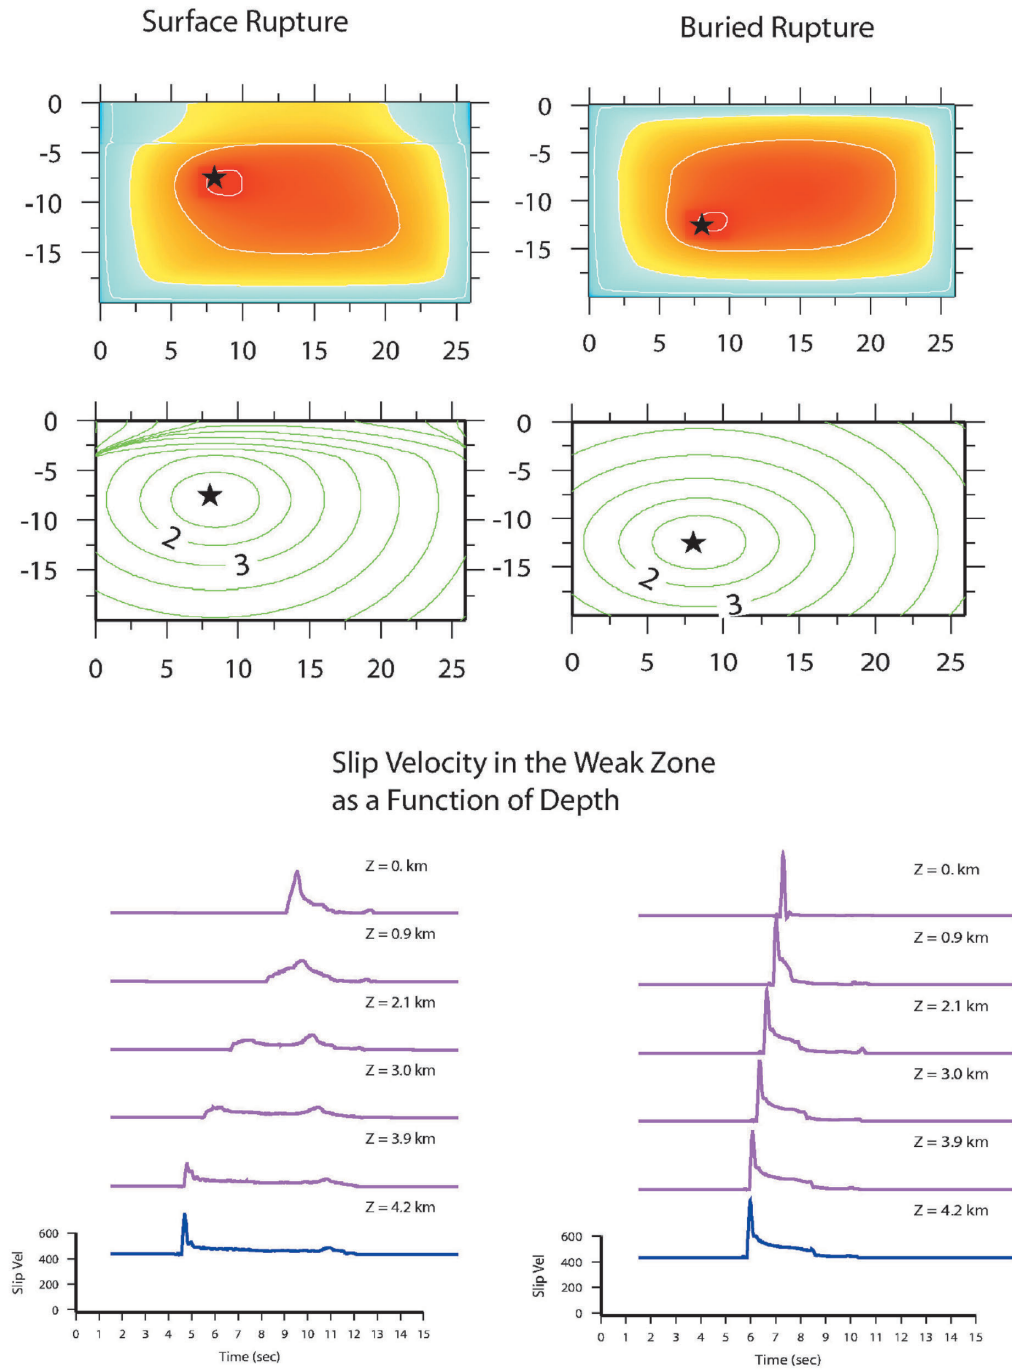 Surface Rupture
Buried Rupture
0
-5
-10
-15
0 5 10 15 20 25
0
-5
-10
-15
0 5 10 15 20 25
0
-5
-10
-15
2
3
0 5 10 15 20 25
0
-5
-10
-15
2
3
0 5 10 15 20 25
Slip Velocity in the Weak Zone
as a Function of Depth
Z = 0. km
Z = 0.9 km
Z = 2.1 km
Z = 3.0 km
Z = 3.9 km
Z = 4.2 km
600
400
200
0
Slip Vel
0 1 2 3 4 5 6 7 8 9 10 11 12 13 14 15
Time (sec)
Z = 0. km
Z = 0.9 km
Z = 2.1 km
Z = 3.0 km
Z = 3.9 km
Z = 4.2 km
600
400
200
0
Slip Vel
0 1 2 3 4 5 6 7 8 9 10 11 12 13 14 15
Time (sec)